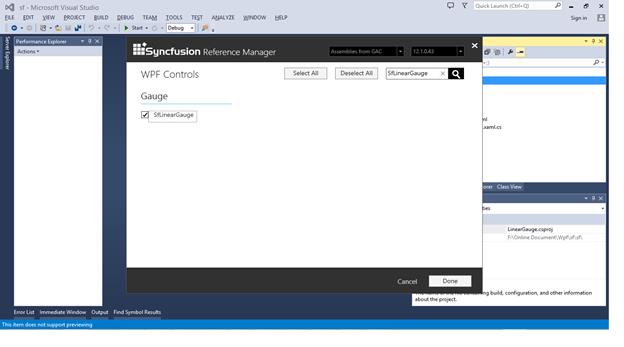 sf - Microsoft Visual Studio
Quick Launch (Ctrl+Q)
FILE EDIT VIEW PROJECT BUILD DEBUG TEAM TOOLS TEST ANALYZE WINDOW HELP
Sign in
Start Debug
Server Explorer
Performance Explorer
Actions
Syncfusion Reference Manager
Assemblies from GAC
12.1.0.43
WPF Controls
Select All
Deselect All
SfLinearGauge
Gauge
SfLinearGauge
.xaml.cs
Class View
LinearGauge.csproj
F:\Online Document\Wpf\sf\sf\
Cancel
Done
build, configuration, and other information
about the project.
Error List Immediate Window Output Find Symbol Results
This item does not support previewing